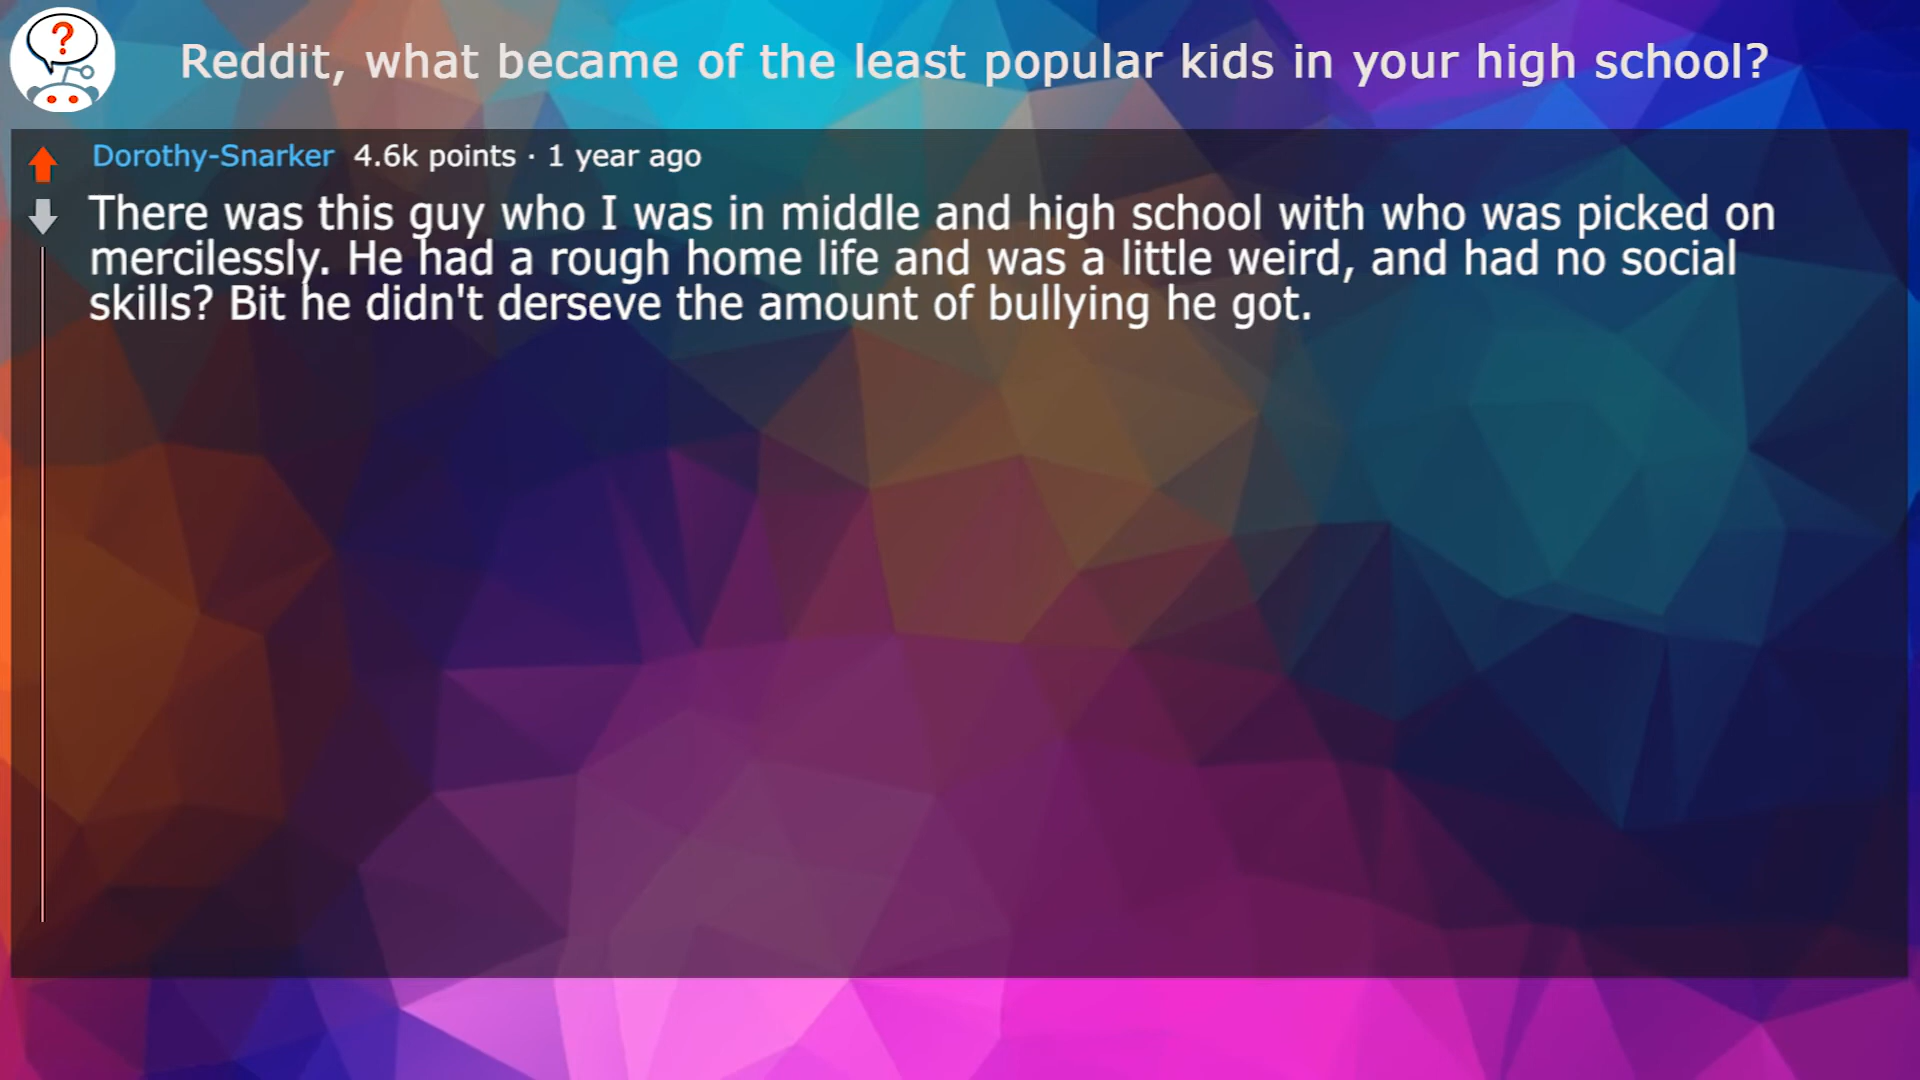 ?
Reddit, what became of the least popular kids in your high school?
Dorothy-Snarker 4.6k points · 1 year ago
There was this guy who I was in middle and high school with who was picked on
mercilessly. He had a rough home life and was a little weird, and had no social
skills? Bit he didn't derseve the amount of bullying he got.